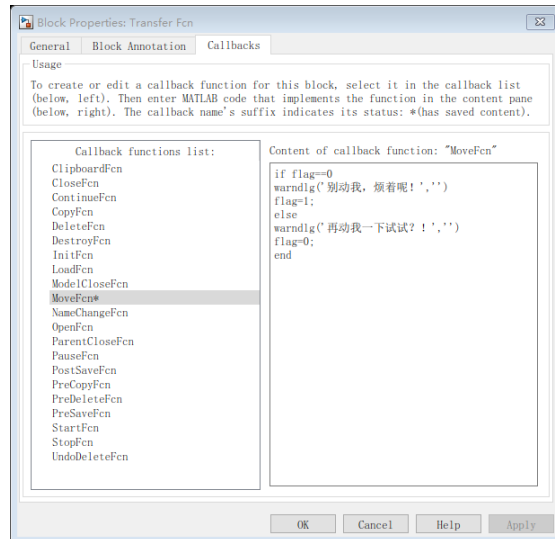 Block Properties: Transfer Fcn
General Block Annotation Callbacks
Usage
To create or edit a callback function for this block, select it in the callback list
(below, left). Then enter MATLAB code that implements the function in the content pane
(below, right). The callback name's suffix indicates its status: *(has saved content).
Callback functions list:
ClipboardFcn
CloseFcn
ContinueFcn
CopyFcn
DeleteFcn
DestroyFcn
InitFcn
LoadFcn
ModelCloseFcn
MoveFcn*
NameChangeFcn
OpenFcn
ParentCloseFcn
PauseFcn
PostSaveFcn
PreCopyFcn
PreDeleteFcn
PreSaveFcn
StartFcn
StopFcn
UndoDeleteFcn
Content of callback function: "MoveFcn"
if flag==0
warndlg('别动我，烦着呢！','')
flag=1;
else
warndlg('再动我一下试试？！','')
flag=0;
end
OK Cancel Help Apply